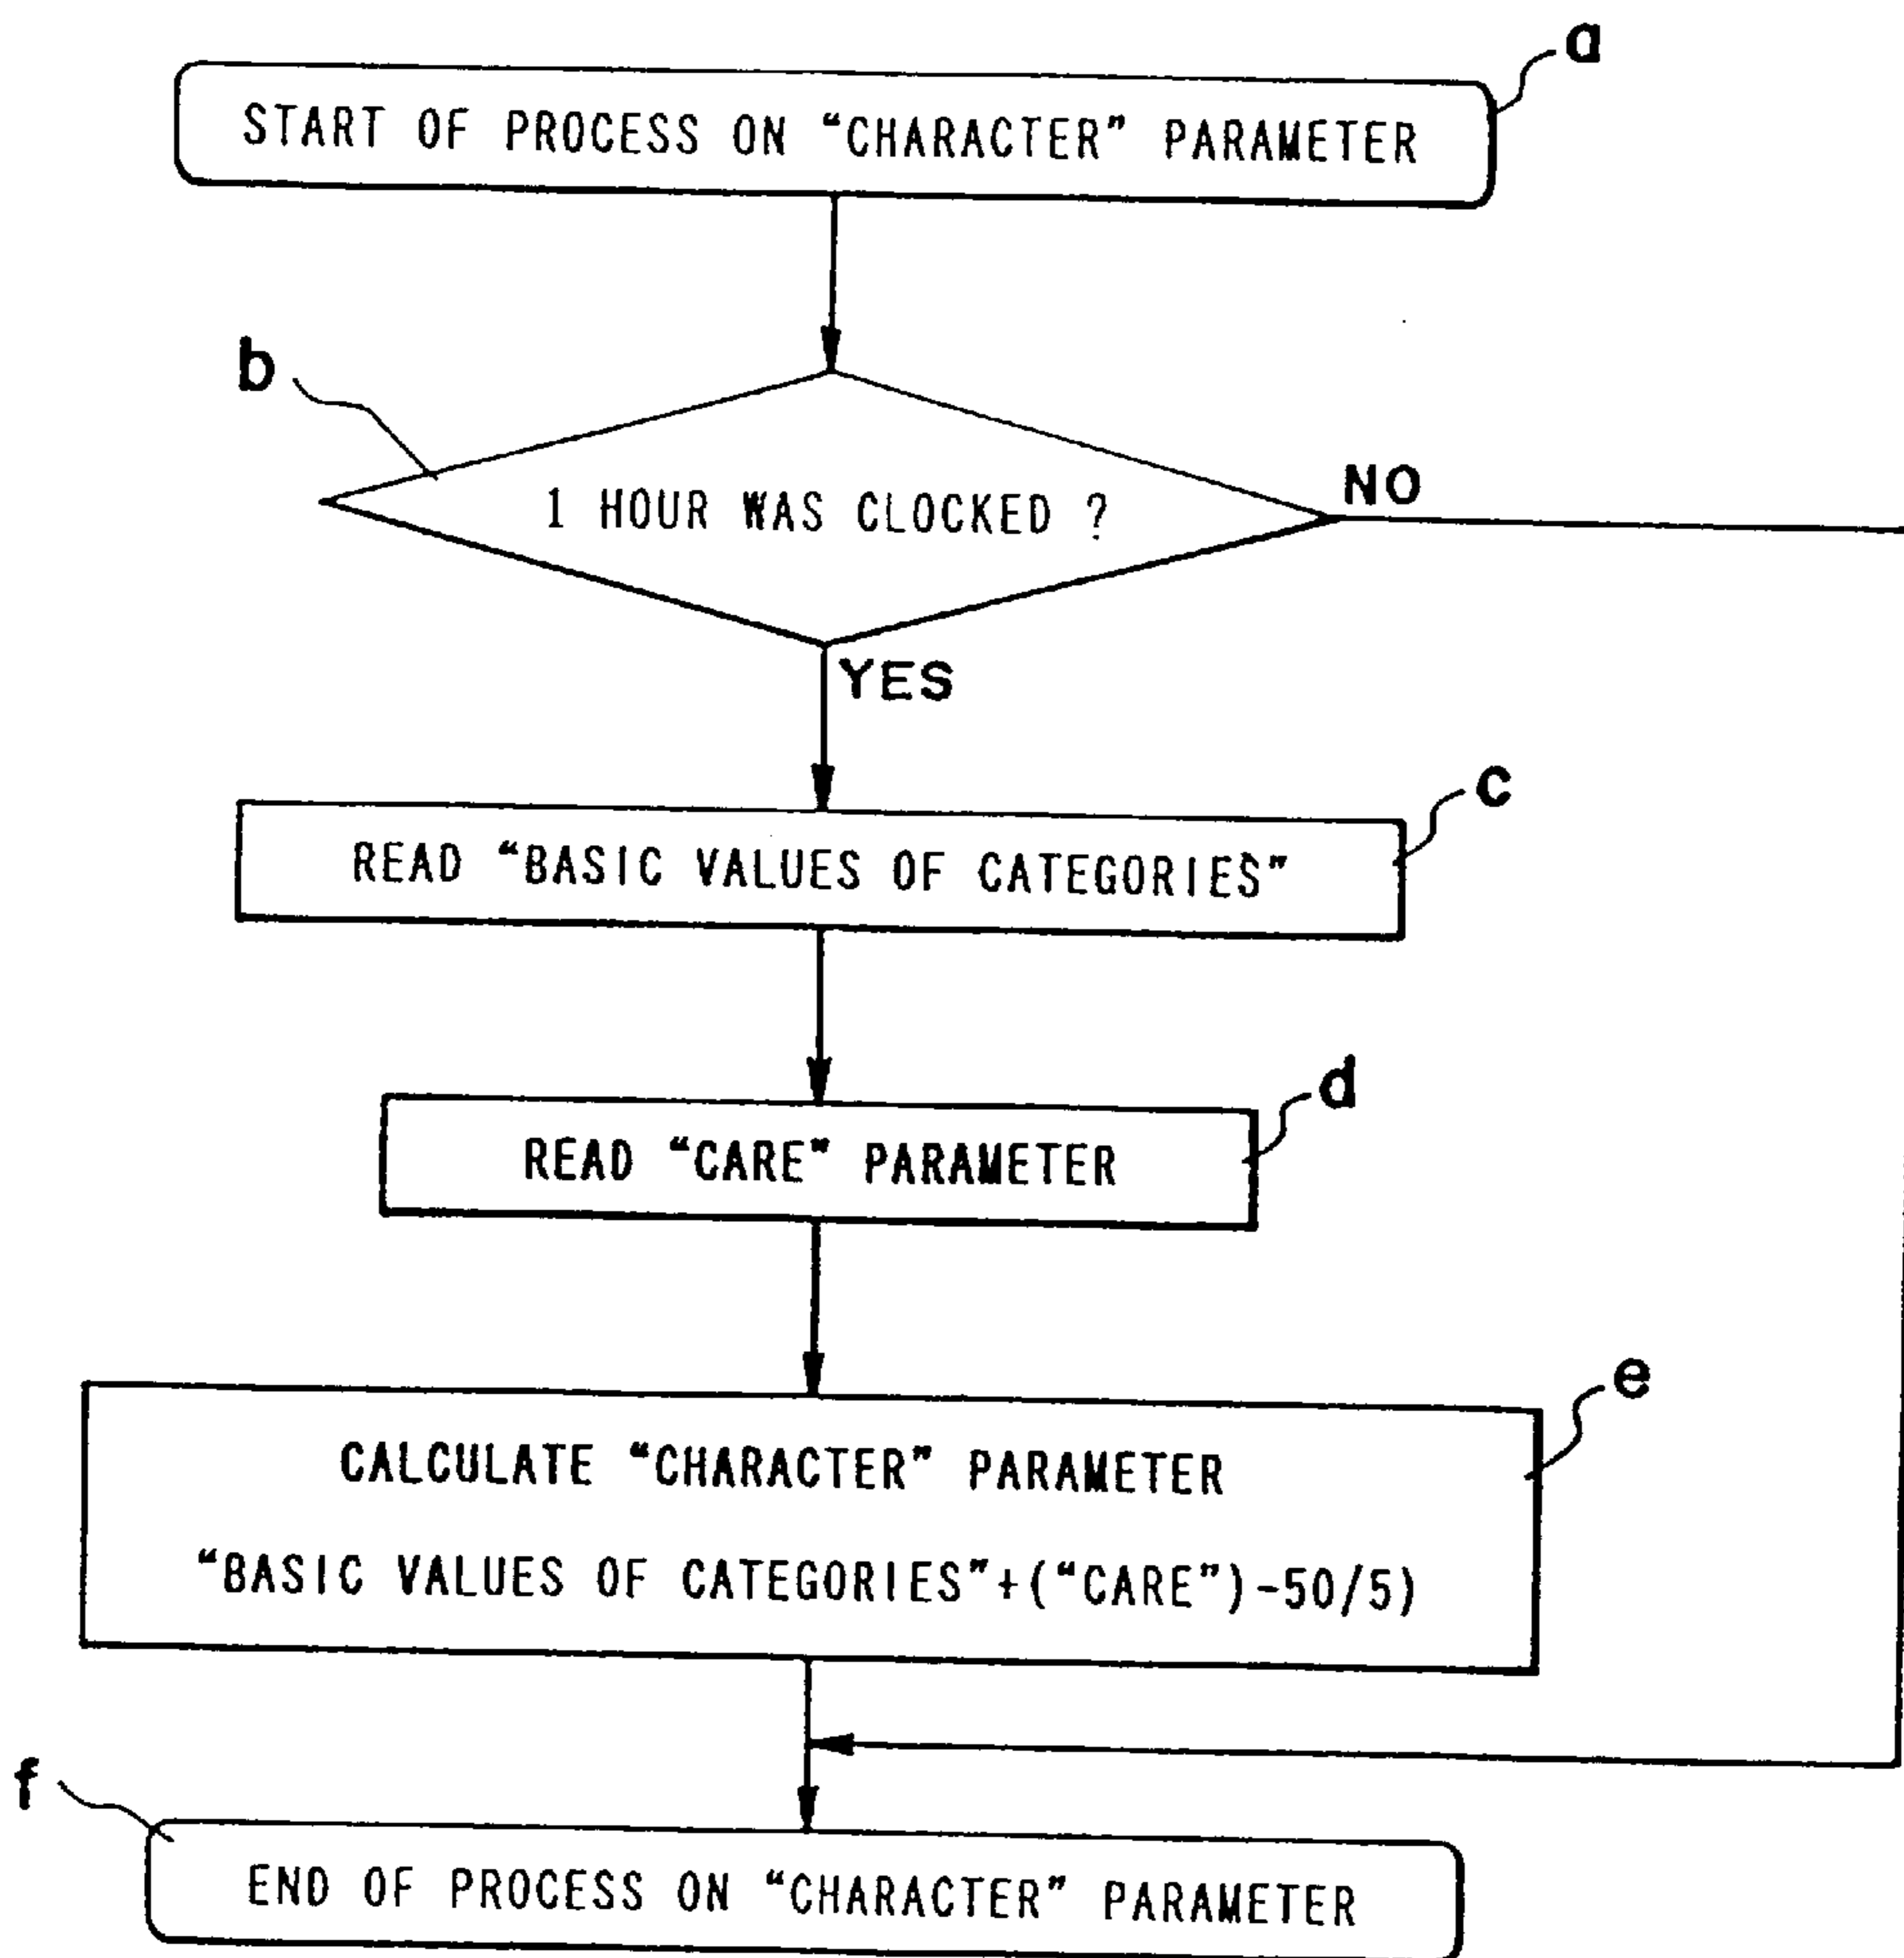 a
START OF PROCESS ON “CHARACTER” PARAMETER
b
1 HOUR WAS CLOCKED ?
NO
YES
c
READ “BASIC VALUES OF CATEGORIES”
d
READ “CARE” PARAMETER
e
CALCULATE “CHARACTER” PARAMETER
“BASIC VALUES OF CATEGORIES”+(“CARE”)-50/5)
f
END OF PROCESS ON “CHARACTER” PARAMETER